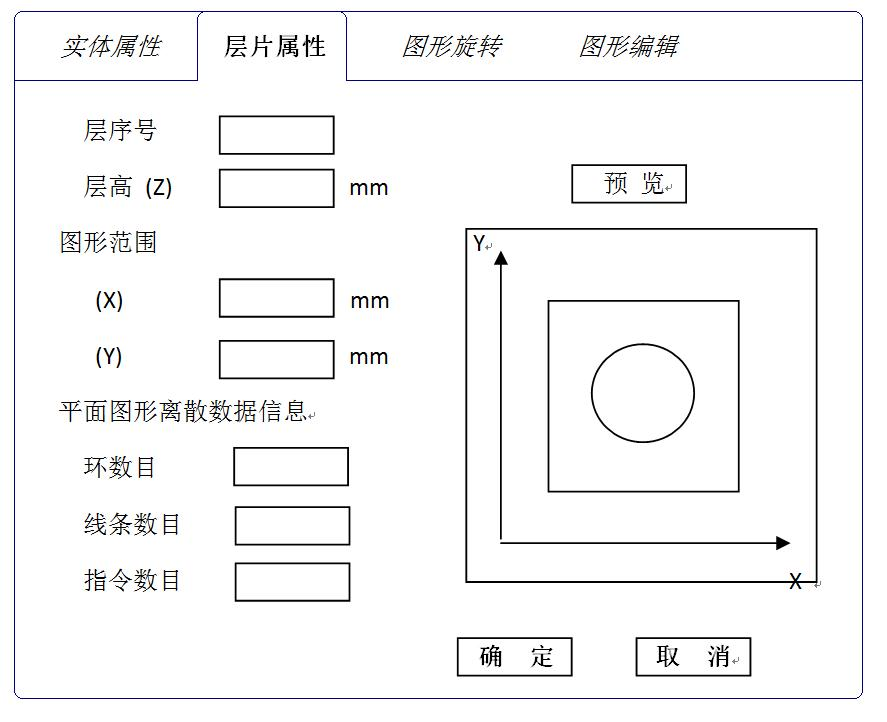 实体属性 层片属性 图形旋转 图形编辑
层序号
层高 (Z) mm
预 览
图形范围
Y
(X) mm
(Y) mm
平面图形离散数据信息
环数目
线条数目
指令数目
X
确 定 取 消